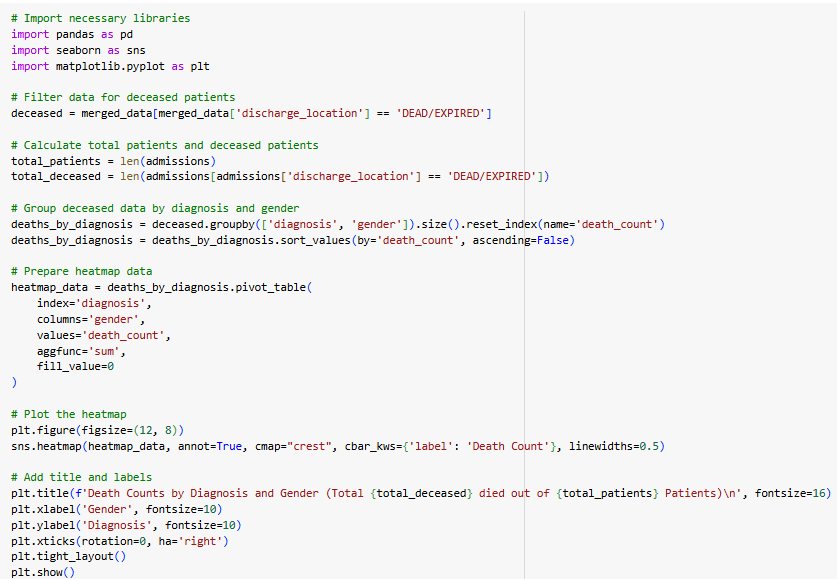 # Import necessary libraries
import pandas as pd
import seaborn as sns
import matplotlib.pyplot as plt
# Filter data for deceased patients
deceased = merged_data[merged_data['discharge_location'] == 'DEAD/EXPIRED']
# Calculate total patients and deceased patients
total_patients = len(admissions)
total_deceased = len(admissions[admissions['discharge_location'] == 'DEAD/EXPIRED'])
# Group deceased data by diagnosis and gender
deaths_by_diagnosis = deceased.groupby(['diagnosis', 'gender']).size().reset_index(name='death_count')
deaths_by_diagnosis = deaths_by_diagnosis.sort_values(by='death_count', ascending=False)
# Prepare heatmap data
heatmap_data = deaths_by_diagnosis.pivot_table(
    index='diagnosis',
    columns='gender',
    values='death_count',
    aggfunc='sum',
    fill_value=0
)
# Plot the heatmap
plt.figure(figsize=(12, 8))
sns.heatmap(heatmap_data, annot=True, cmap="crest", cbar_kws={'label': 'Death Count'}, linewidths=0.5)
# Add title and labels
plt.title(f'Death Counts by Diagnosis and Gender (Total {total_deceased} died out of {total_patients} Patients)\n', fontsize=16)
plt.xlabel('Gender', fontsize=10)
plt.ylabel('Diagnosis', fontsize=10)
plt.xticks(rotation=0, ha='right')
plt.tight_layout()
plt.show()